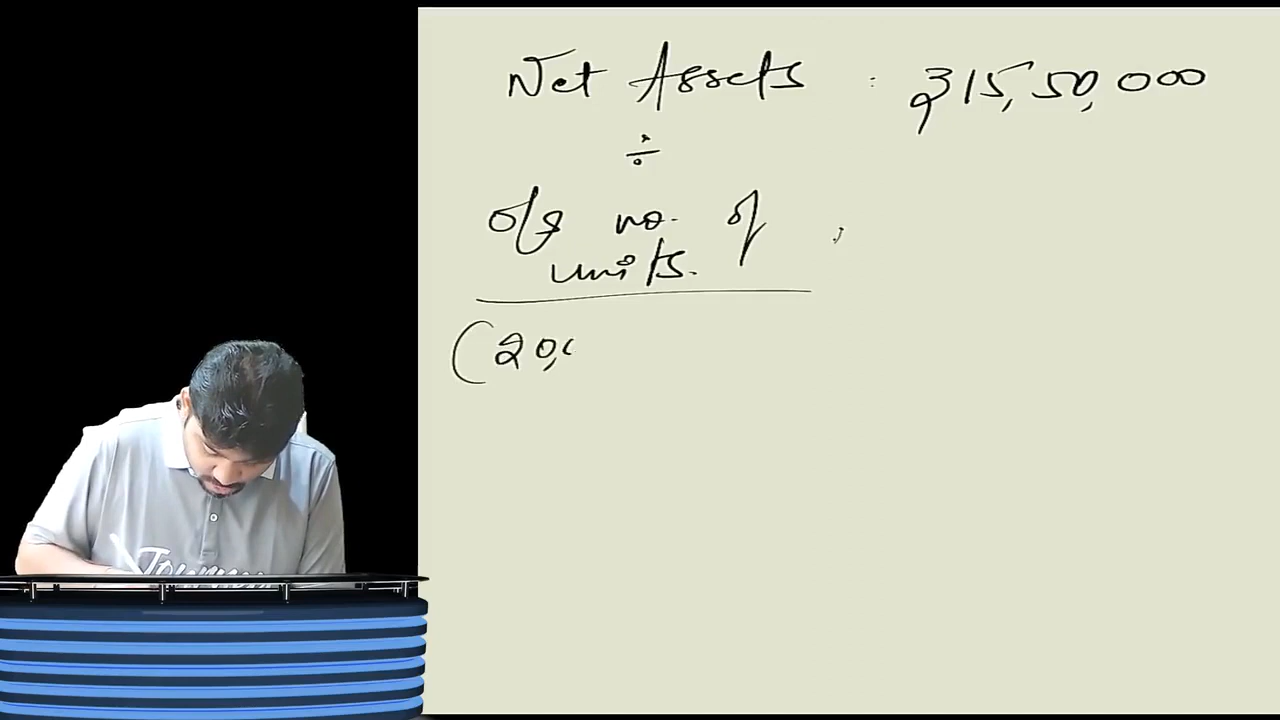 Net Assets : ₹15,50,000
÷
o/s no. of :
units.
(20,